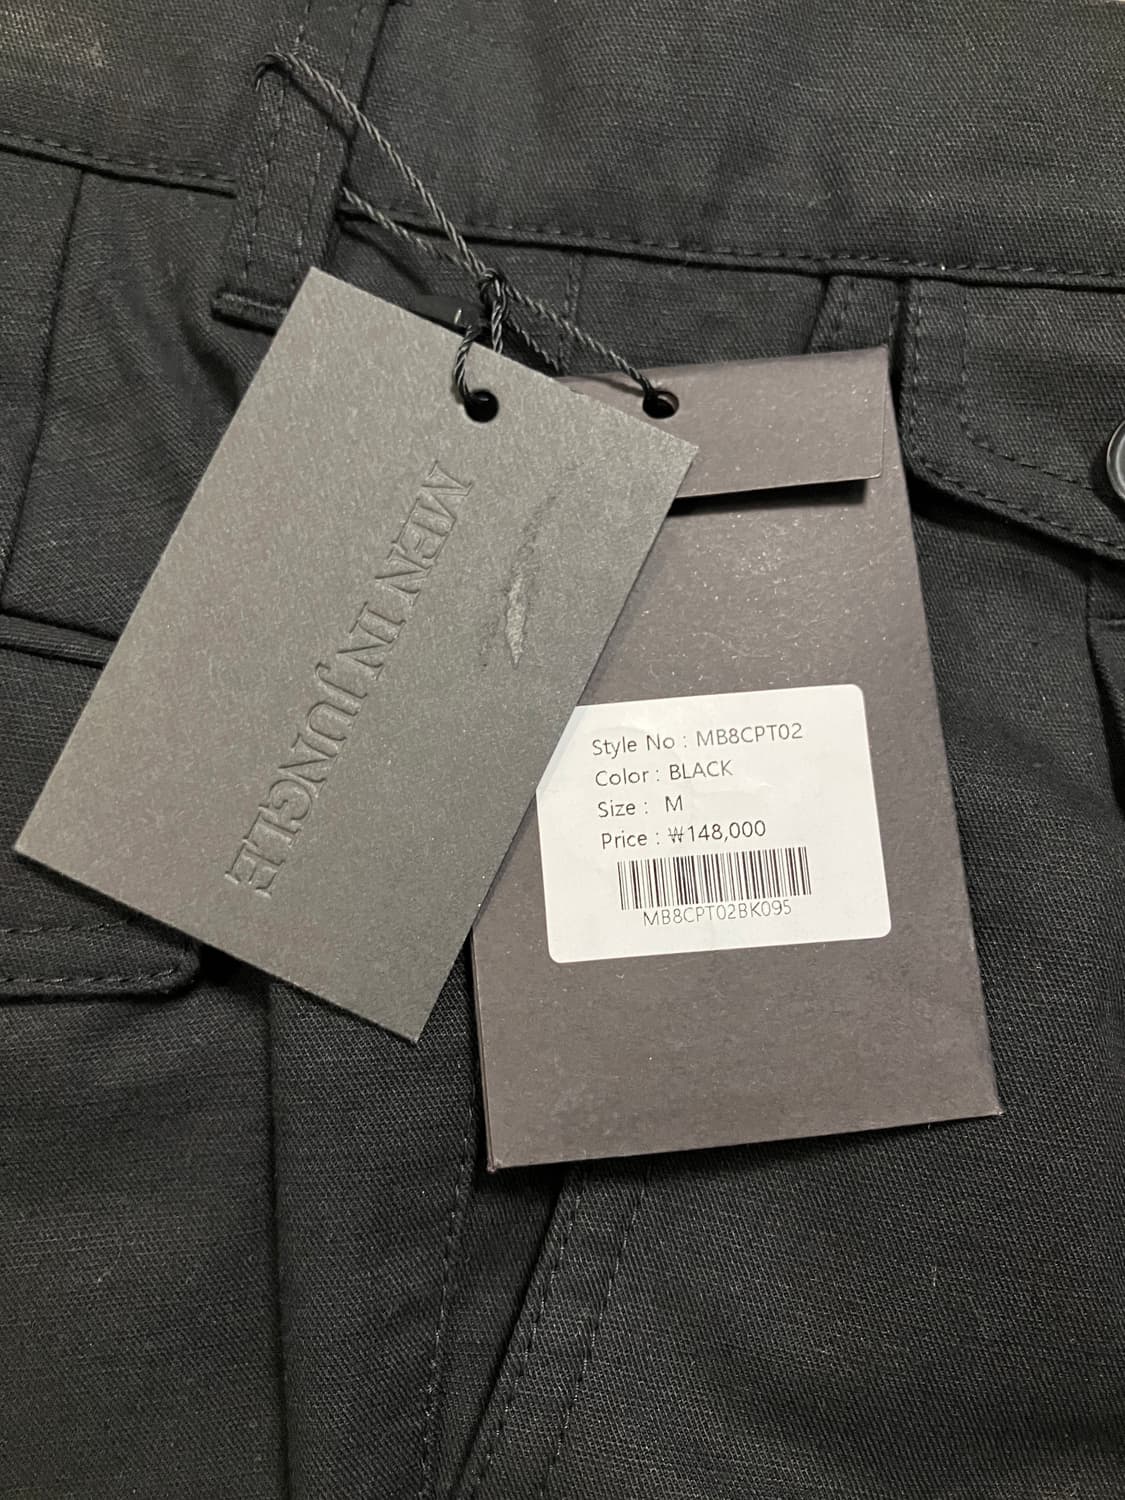 MEN IN JUNGLE
Style No : MB8CPT02
Color : BLACK
Size : M
Price : ₩148,000
MB8CPT02BK095